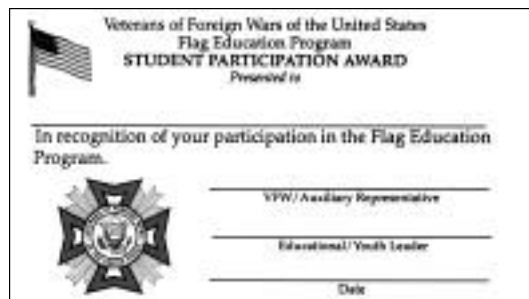 Veterans of Foreign Wars of the United States
Flag Education Program
STUDENT PARTICIPATION AWARD
Presented to
In recognition of your participation in the Flag Education
Program.
VFW/Auxiliary Representative
Educational/Youth Leader
Date